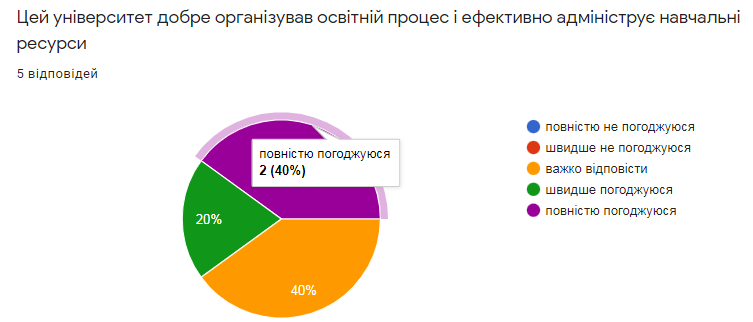 Цей університет добре організував освітній процес і ефективно адмініструє навчальні
ресурси
5 відповідей
повністю погоджуюся
2 (40%)
20%
40%
повністю не погоджуюся
швидше не погоджуюся
важко відповісти
швидше погоджуюся
повністю погоджуюся